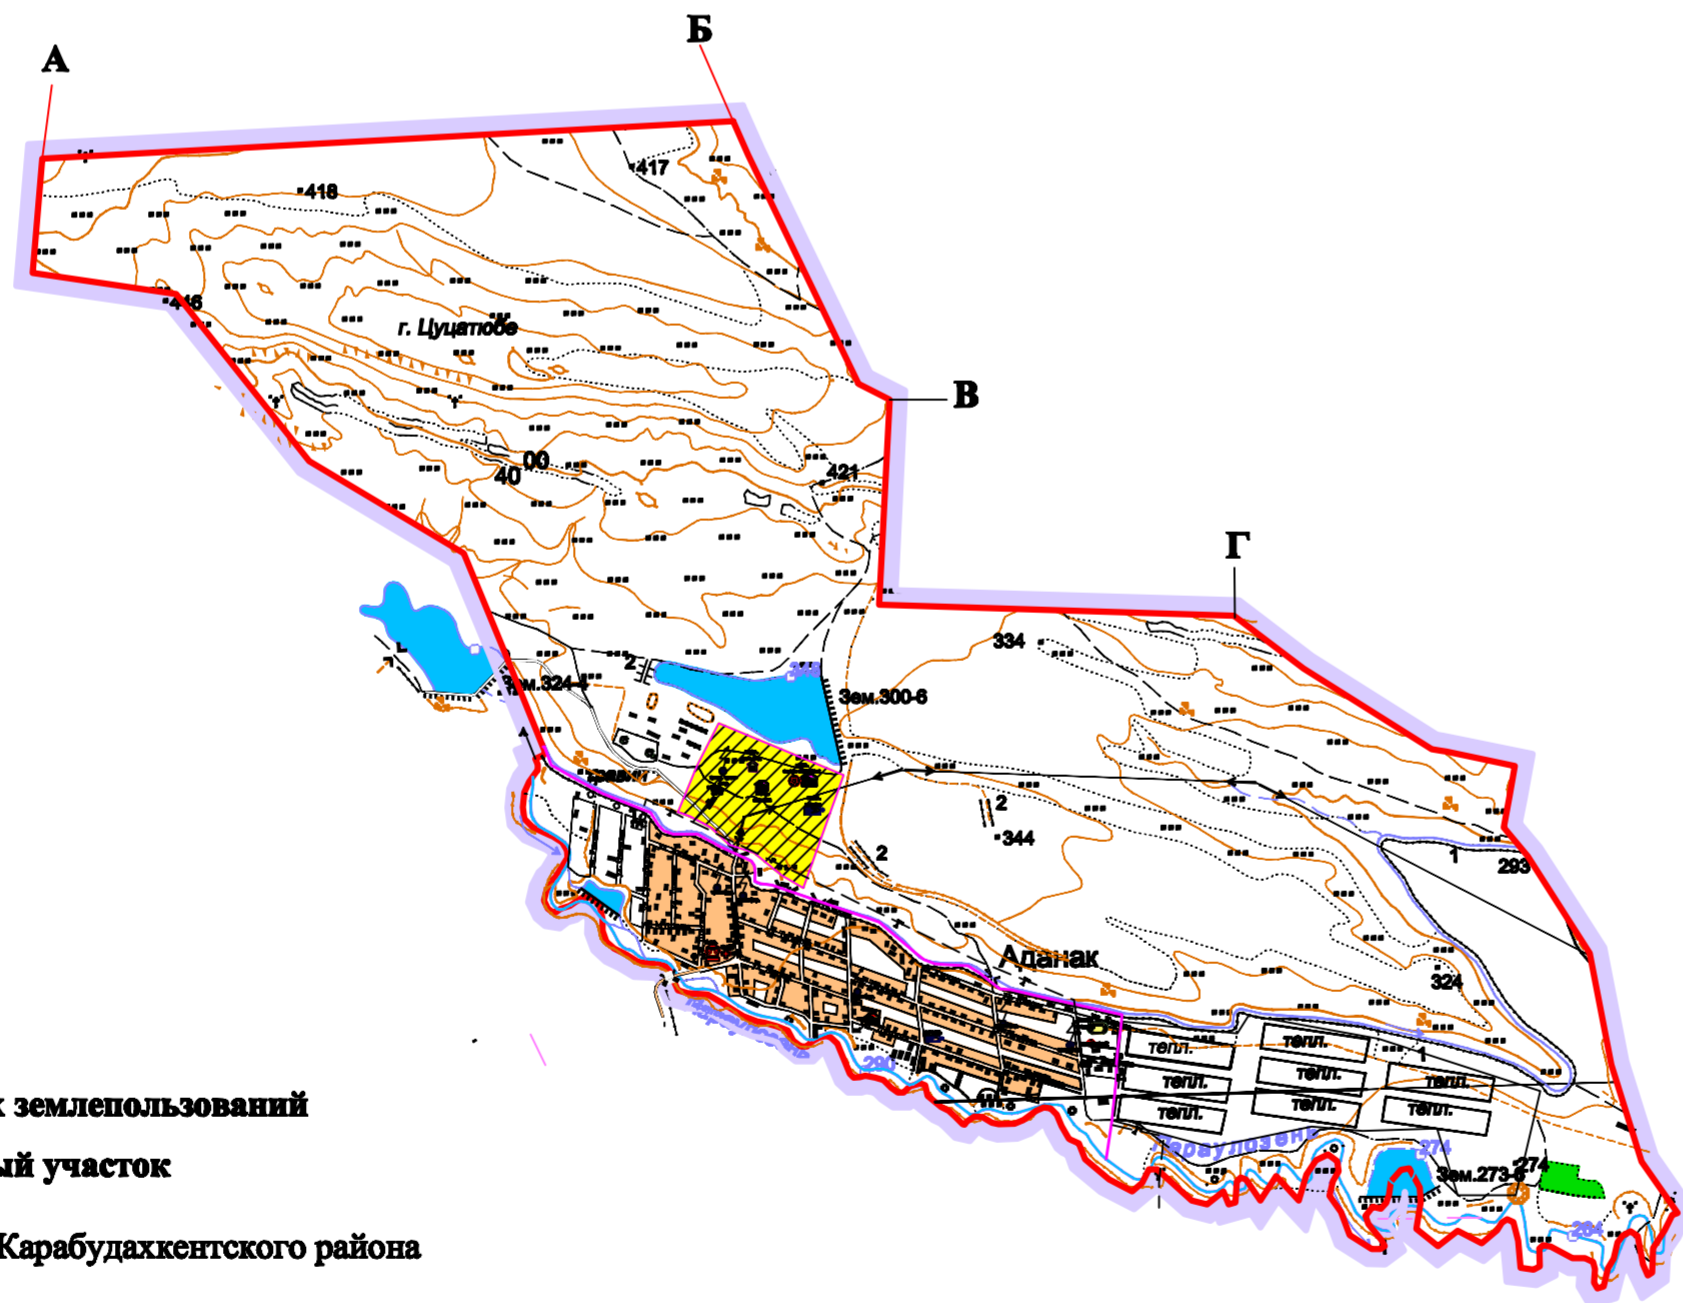 Б
А
417
418
446
г. Цуцатюбе
В
00
40
421
Г
334
2
Зем.324-4
Зем.300-6
2
344
2
1
293
Аданак
324
290
1
тепл.
тепл.
тепл.
тепл.
тепл.
тепл.
тепл.
тепл.
к землепользований
ый участок
274
Зем.273-6
274
264
Карабудахкентского района